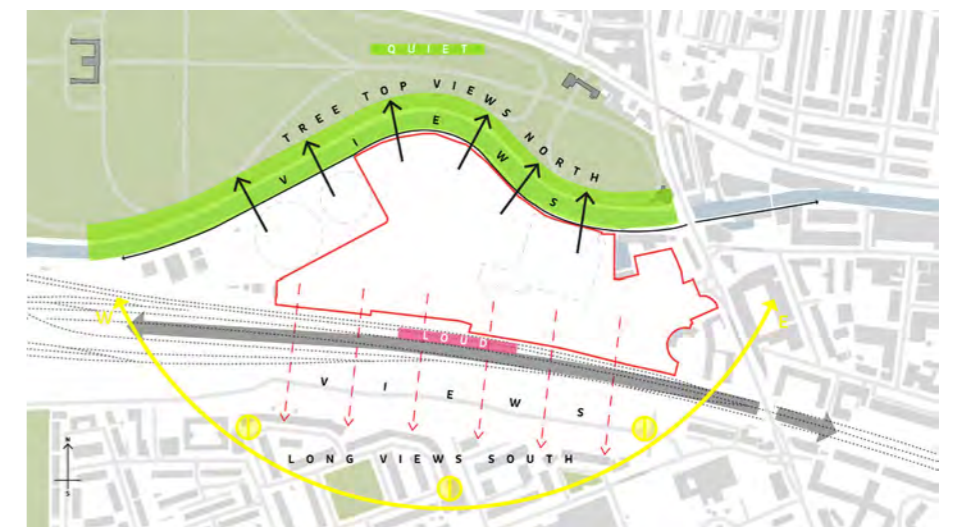 QUIET
TREE TOP VIEWS NORTH
VIEWS
W
E
LOUD
VIEWS
LONG VIEWS SOUTH
N
S